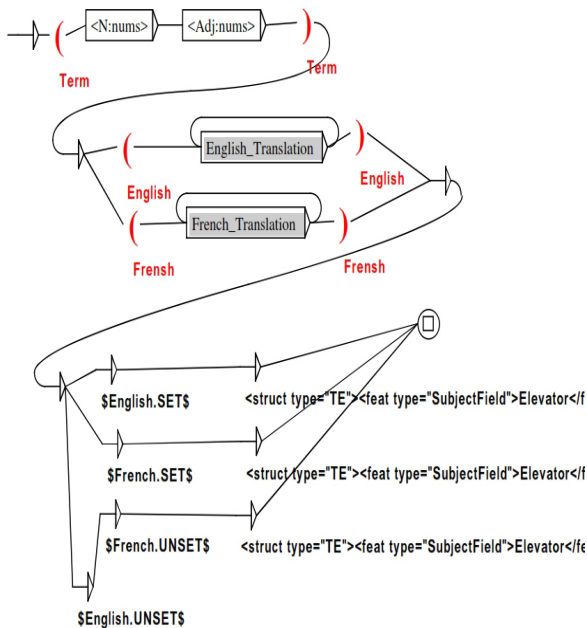 <N:nums> <Adj:nums>
( )
Term Term
( English_Translation )
English English
( French_Translation )
Frensh Frensh
$English.SET$ <struct type="TE"><feat type="SubjectField">Elevator</f
$French.SET$ <struct type="TE"><feat type="SubjectField">Elevator</f
$French.UNSET$ <struct type="TE"><feat type="SubjectField">Elevator</fe
$English.UNSET$